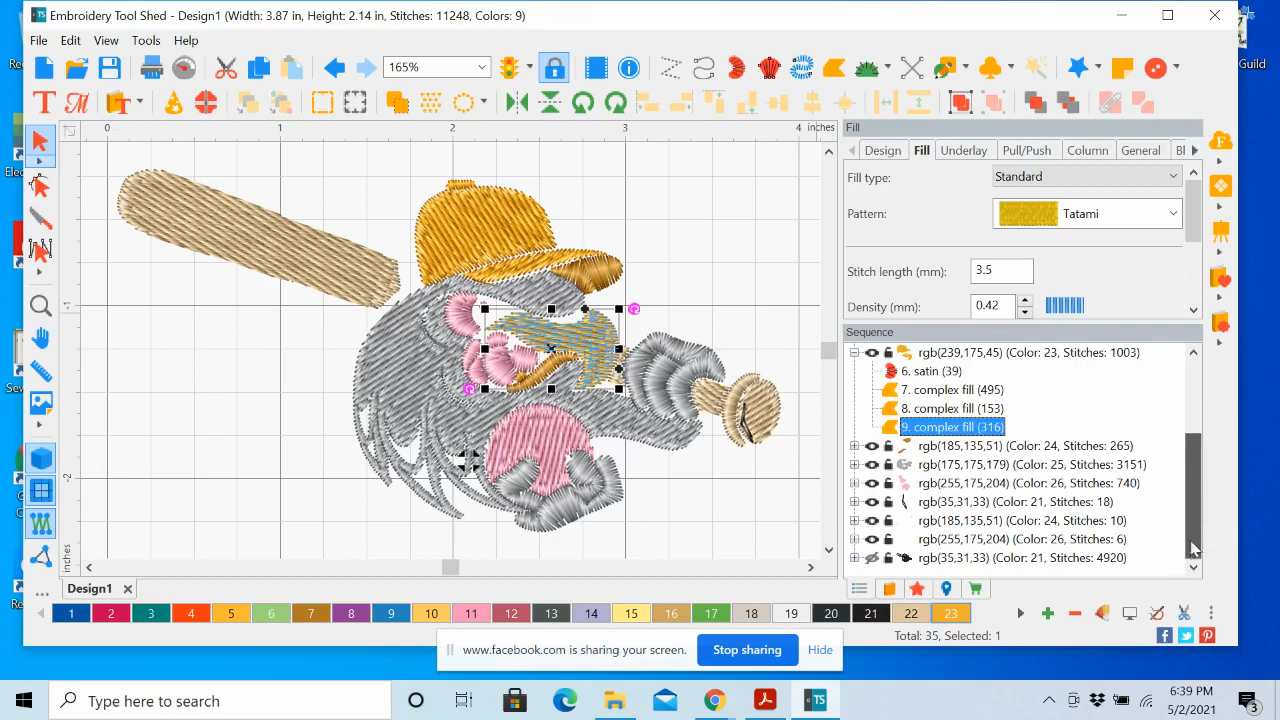 Embroidery Tool Shed - Design1 (Width: 3.87 in, Height: 2.14 in, Stitches: 11248, Colors: 9)
File Edit View Tools Help
165%
T M T
0 1 2 3 4 inches
-1
-2
inches
Fill
Design Fill Underlay Pull/Push Column General Bl
Fill type: Standard
Pattern: Tatami
Stitch length (mm): 3.5
Density (mm): 0.42
Sequence
rgb(239,175,45) (Color: 23, Stitches: 1003)
6. satin (39)
7. complex fill (495)
8. complex fill (153)
9. complex fill (316)
rgb(185,135,51) (Color: 24, Stitches: 265)
rgb(175,175,179) (Color: 25, Stitches: 3151)
rgb(255,175,204) (Color: 26, Stitches: 740)
rgb(35,31,33) (Color: 21, Stitches: 18)
rgb(185,135,51) (Color: 24, Stitches: 10)
rgb(255,175,204) (Color: 26, Stitches: 6)
rgb(35,31,33) (Color: 21, Stitches: 4920)
Design1
1 2 3 4 5 6 7 8 9 10 11 12 13 14 15 16 17 18 19 20 21 22 23
Total: 35, Selected: 1
www.facebook.com is sharing your screen. Stop sharing Hide
Type here to search
TS
6:39 PM
5/2/2021
3
Guild